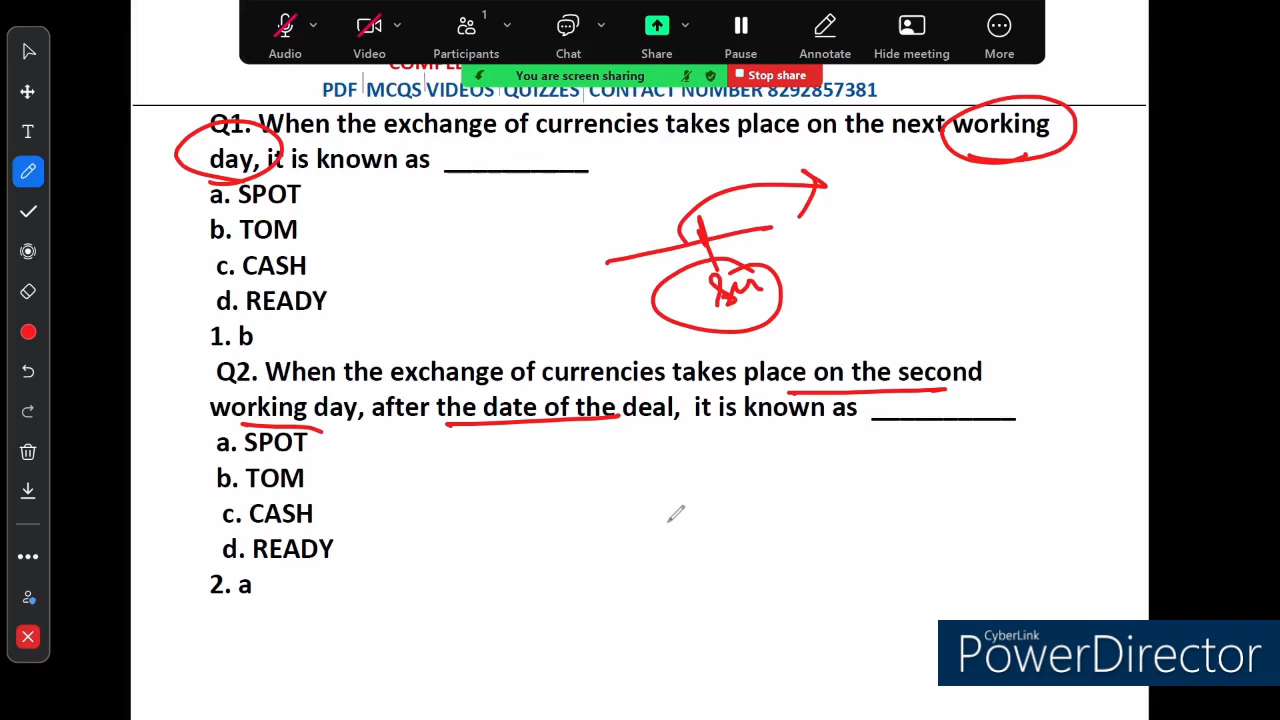 1
Audio Video Participants Chat Share Pause Annotate Hide meeting More
You are screen sharing Stop share
PDF MCQS VIDEOS QUIZZES CONTACT NUMBER 8292857381
Q1. When the exchange of currencies takes place on the next working
day, it is known as __________
a. SPOT
b. TOM
c. CASH
d. READY
1. b
Q2. When the exchange of currencies takes place on the second
working day, after the date of the deal, it is known as __________
a. SPOT
b. TOM
c. CASH
d. READY
2. a
CyberLink
PowerDirector